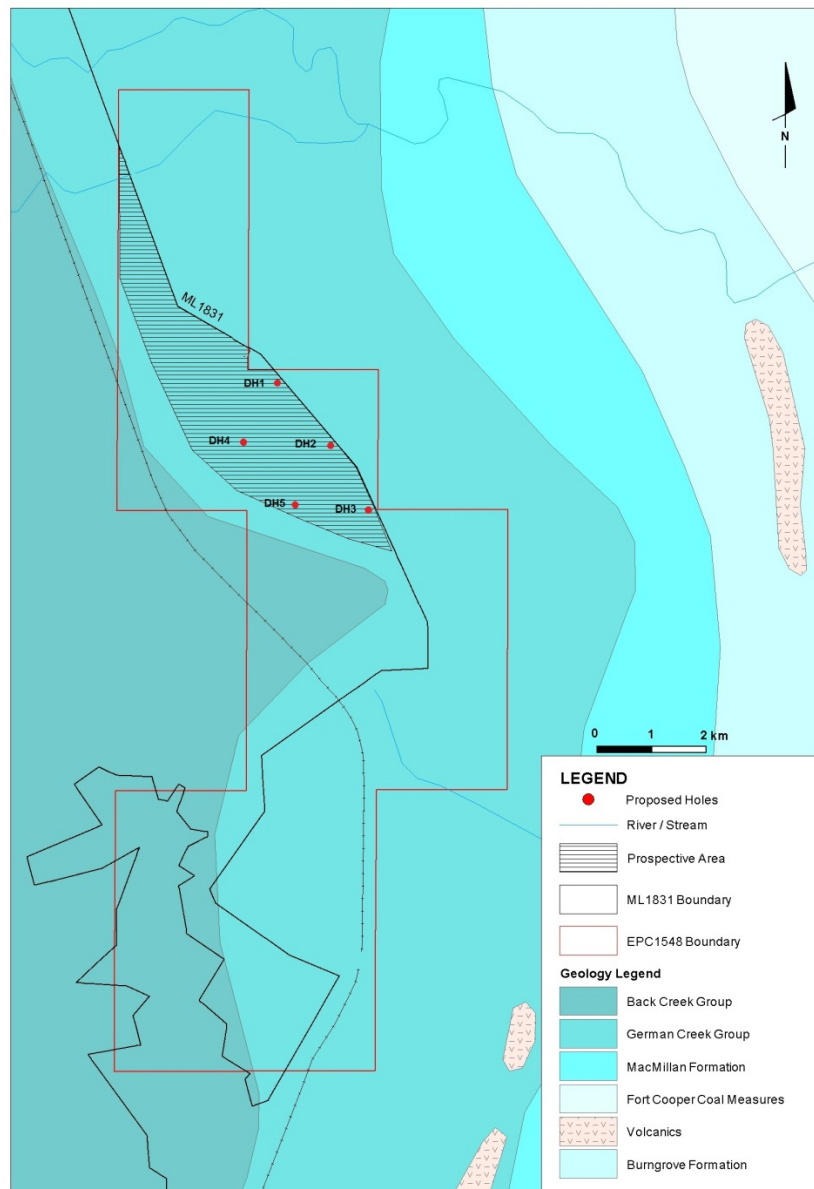 N
ML1831
DH1
DH4
DH2
DH5
DH3
0 1 2 km
LEGEND
Proposed Holes
River / Stream
Prospective Area
ML1831 Boundary
EPC1548 Boundary
Geology Legend
Back Creek Group
German Creek Group
MacMillan Formation
Fort Cooper Coal Measures
Volcanics
Burngrove Formation